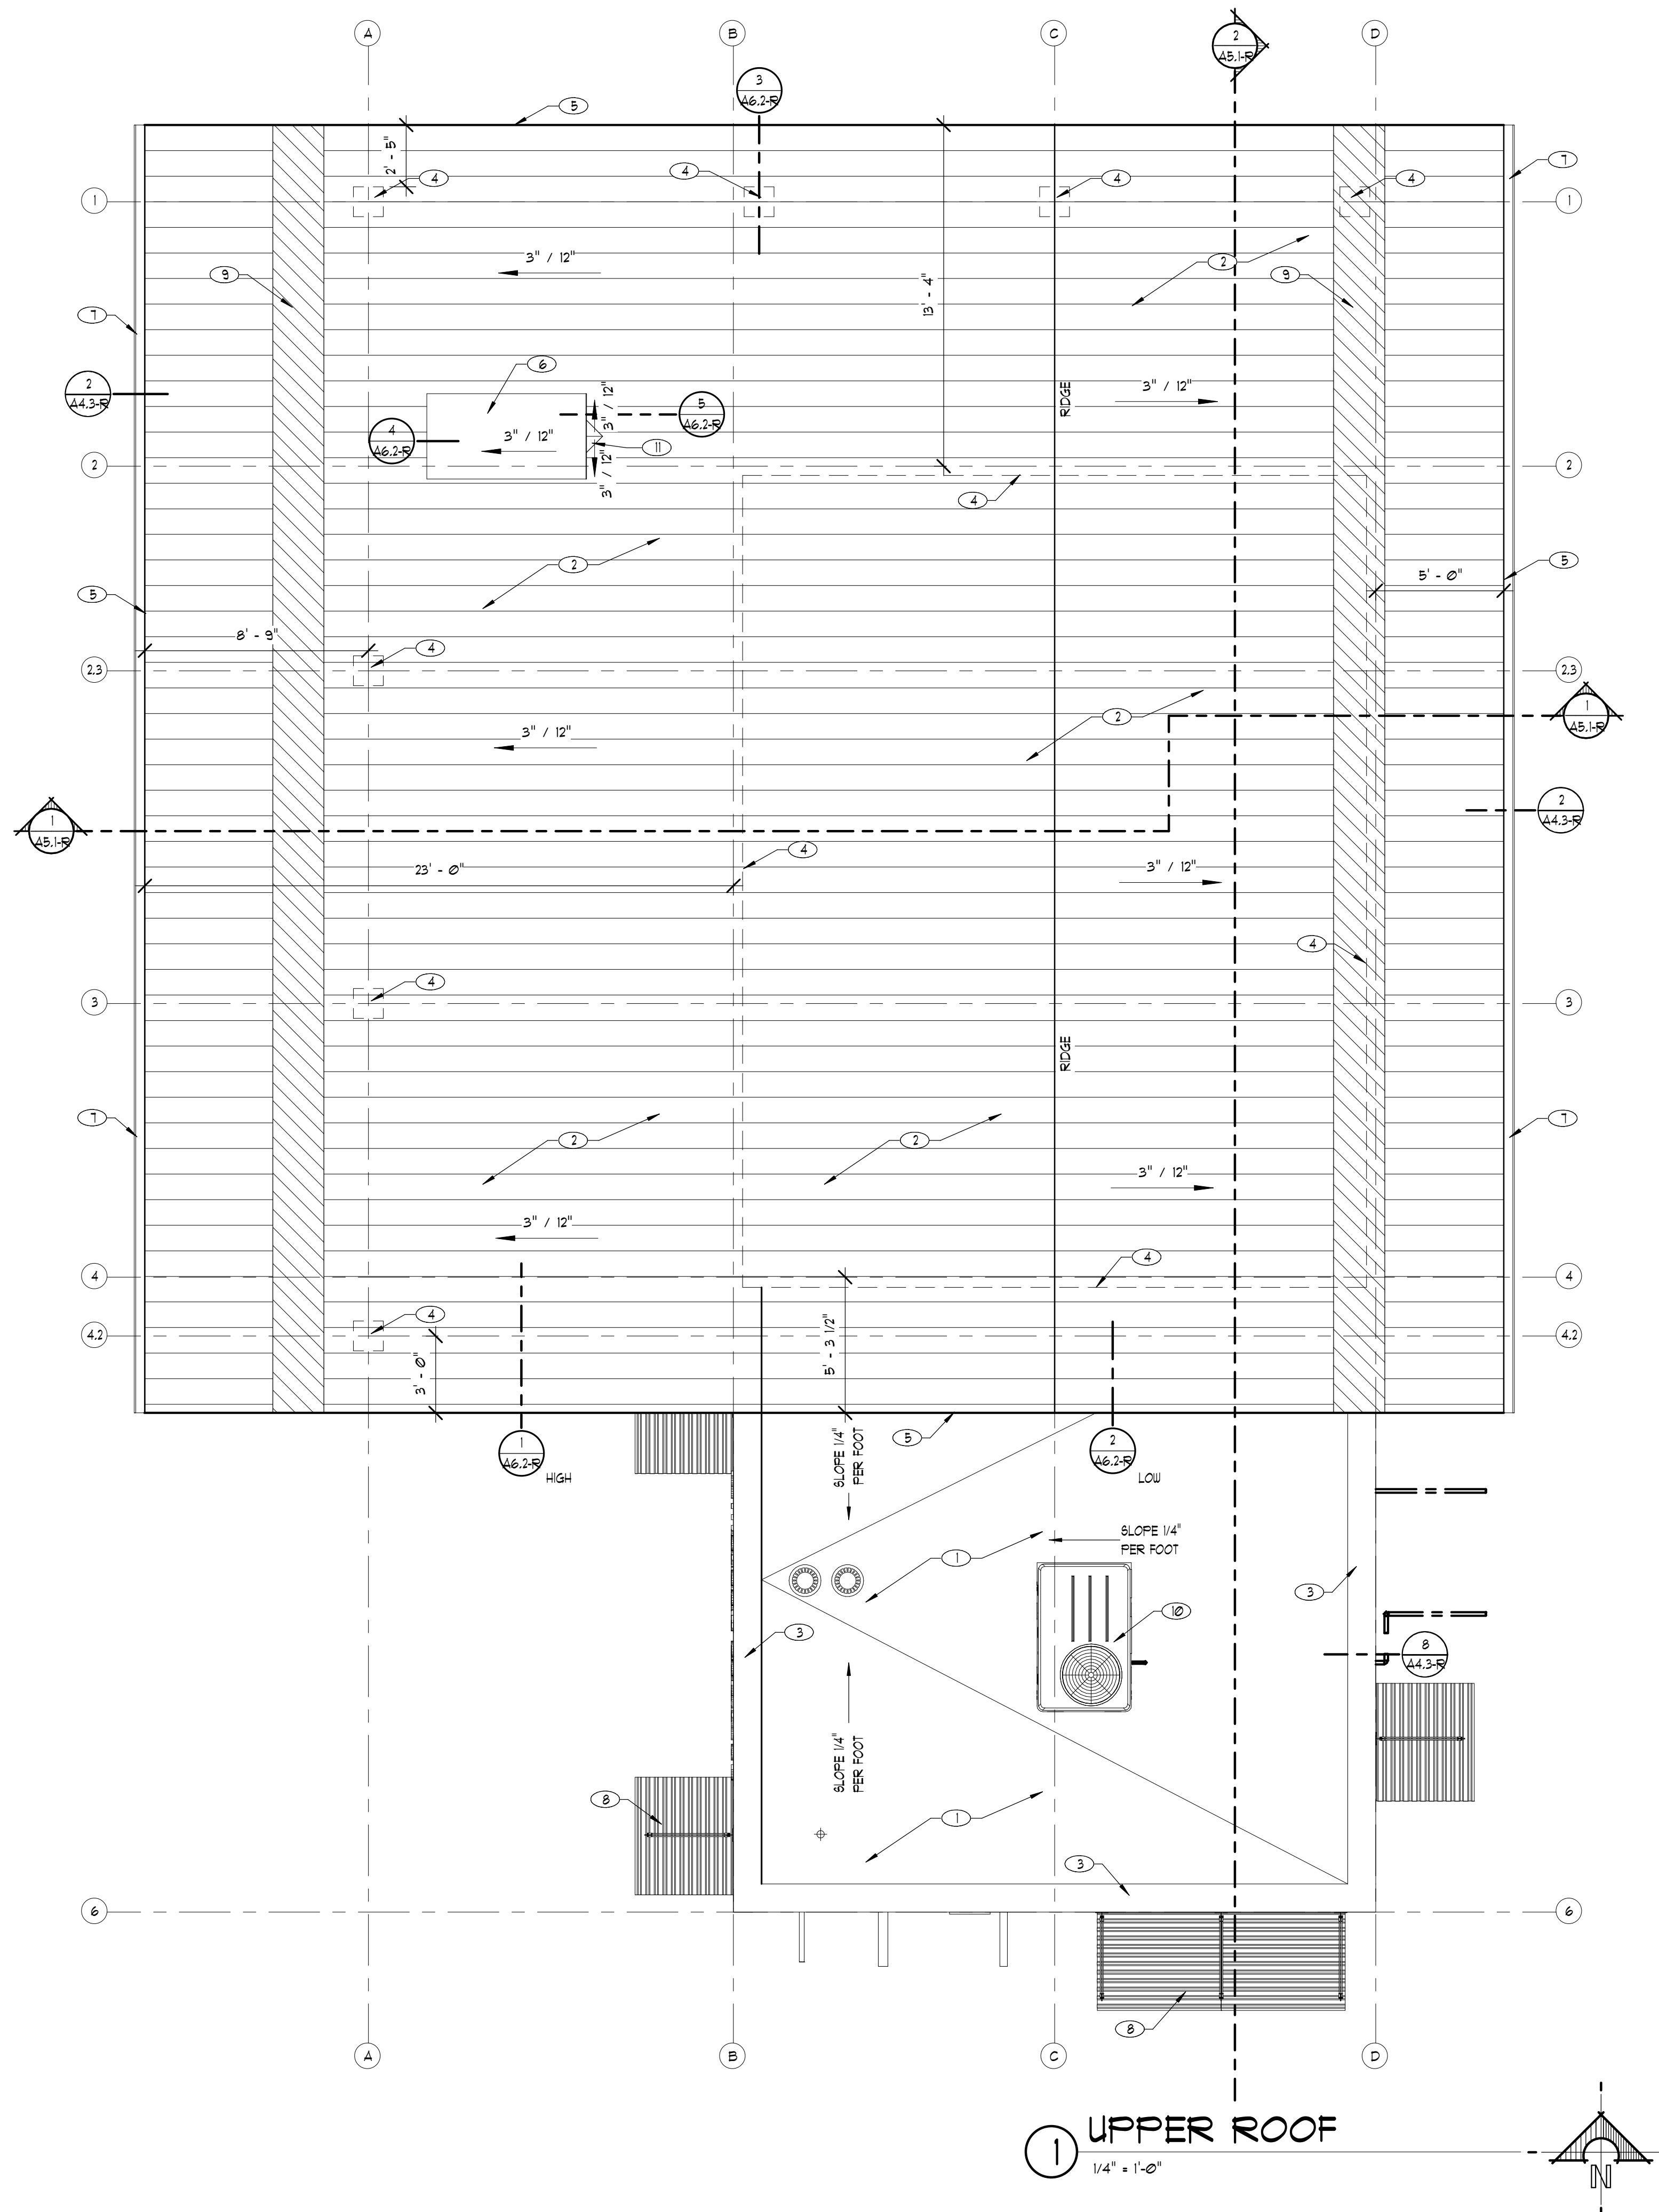 A
B
C
2
A5.1-R
D
3
A6.2-R
5
2' - 5"
7
4
4
4
4
1
1
3" / 12"
2
9
9
13' - 4"
7
6
2
A4.3-R
RIDGE
3" / 12"
3" / 12"
5
A6.2-R
4
A6.2-R
3" / 12"
11
3" / 12"
2
2
4
2
5
5' - 0"
5
8' - 9"
4
2.3
2.3
2
1
A5.1-R
3" / 12"
2
A4.3-R
1
A5.1-R
4
23' - 0"
3" / 12"
4
4
3
3
RIDGE
7
7
2
2
3" / 12"
3" / 12"
4
4
4
4
4.2
4.2
5' - 3 1/2"
3' - 0"
5
1
A6.2-R
HIGH
2
A6.2-R
LOW
SLOPE 1/4"
PER FOOT
SLOPE 1/4"
PER FOOT
1
3
10
3
8
A4.3-R
SLOPE 1/4"
PER FOOT
8
1
3
6
6
8
A
B
C
D
1
UPPER ROOF
1/4" = 1'-0"
N